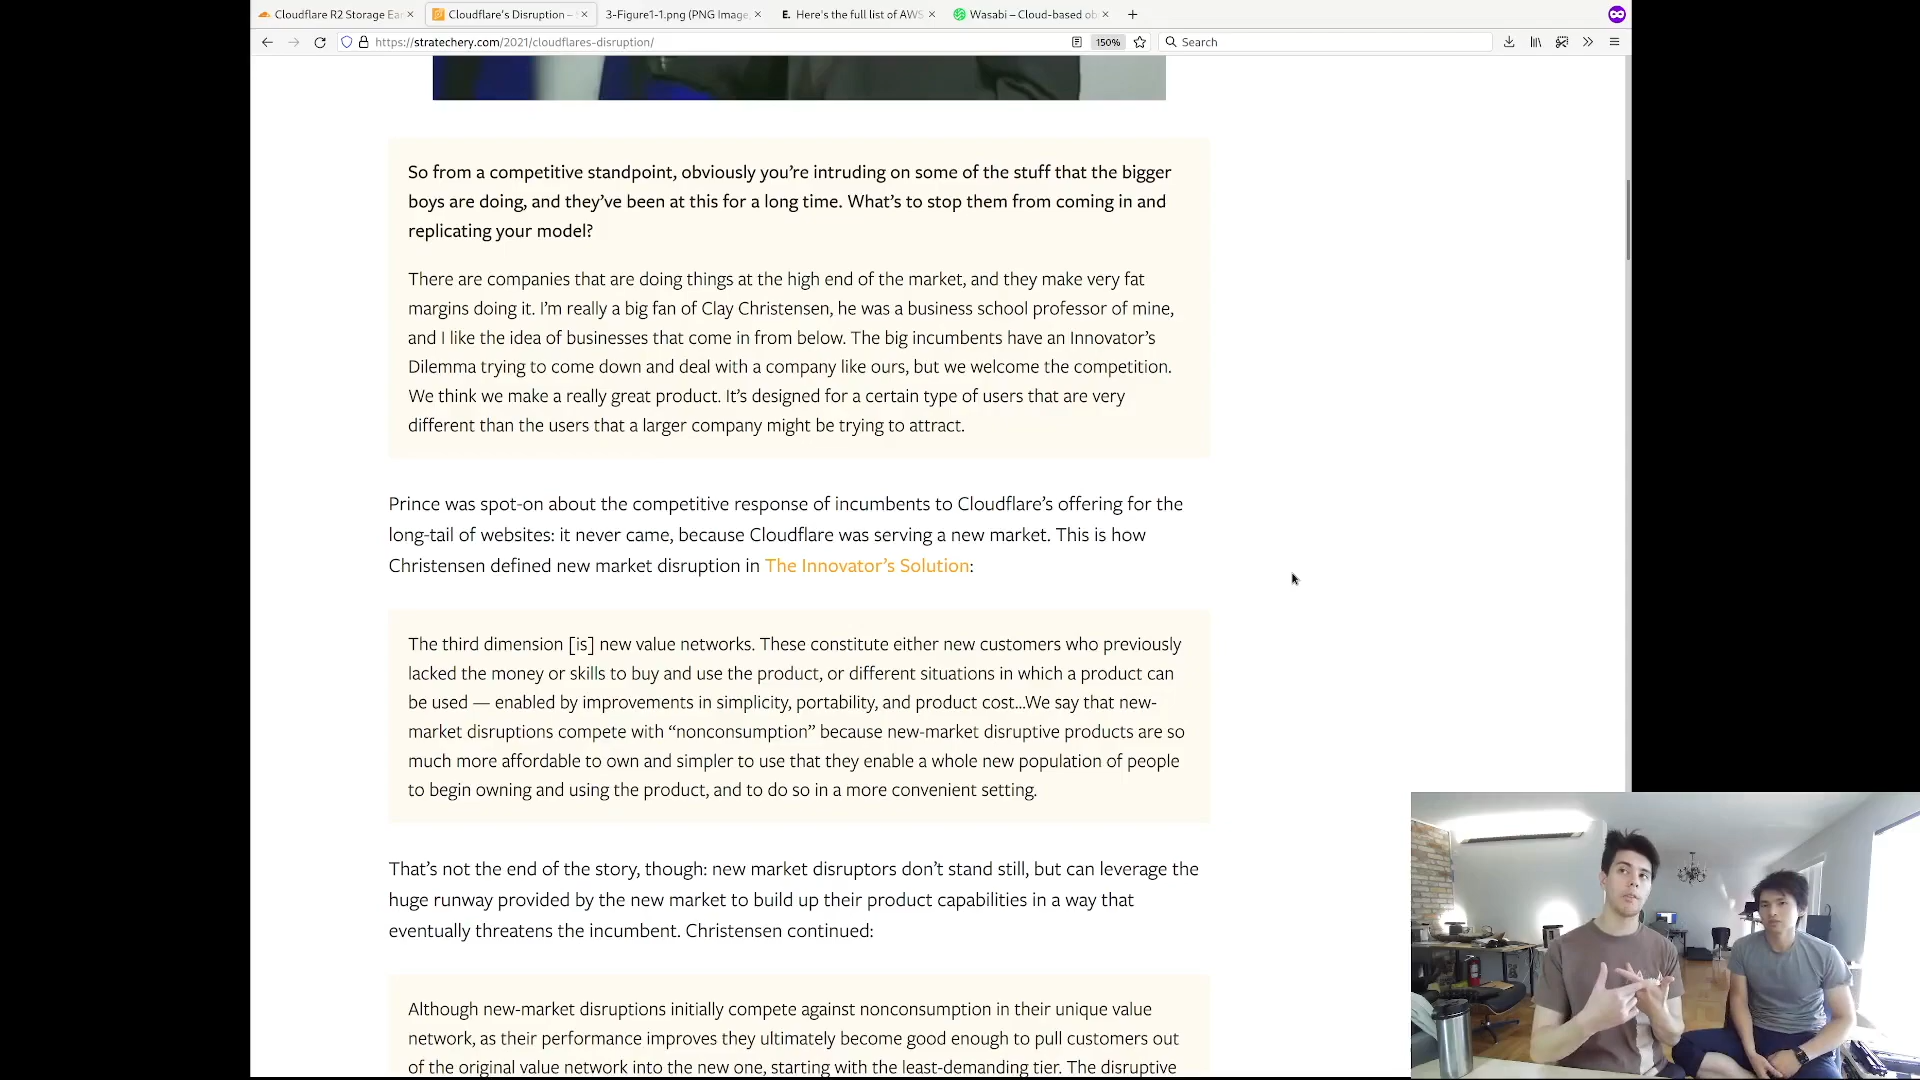 Cloudflare R2 Storage Ear
Cloudflare's Disruption –
3-Figure1-1.png (PNG Image,
E. Here's the full list of AWS
Wasabi – Cloud-based ob
https://stratechery.com/2021/cloudflares-disruption/
150%
Search
So from a competitive standpoint, obviously you're intruding on some of the stuff that the bigger
boys are doing, and they've been at this for a long time. What's to stop them from coming in and
replicating your model?
There are companies that are doing things at the high end of the market, and they make very fat
margins doing it. I'm really a big fan of Clay Christensen, he was a business school professor of mine,
and I like the idea of businesses that come in from below. The big incumbents have an Innovator's
Dilemma trying to come down and deal with a company like ours, but we welcome the competition.
We think we make a really great product. It's designed for a certain type of users that are very
different than the users that a larger company might be trying to attract.
Prince was spot-on about the competitive response of incumbents to Cloudflare's offering for the
long-tail of websites: it never came, because Cloudflare was serving a new market. This is how
Christensen defined new market disruption in The Innovator's Solution:
The third dimension [is] new value networks. These constitute either new customers who previously
lacked the money or skills to buy and use the product, or different situations in which a product can
be used — enabled by improvements in simplicity, portability, and product cost…We say that new-
market disruptions compete with “nonconsumption” because new-market disruptive products are so
much more affordable to own and simpler to use that they enable a whole new population of people
to begin owning and using the product, and to do so in a more convenient setting.
That's not the end of the story, though: new market disruptors don't stand still, but can leverage the
huge runway provided by the new market to build up their product capabilities in a way that
eventually threatens the incumbent. Christensen continued:
Although new-market disruptions initially compete against nonconsumption in their unique value
network, as their performance improves they ultimately become good enough to pull customers out
of the original value network into the new one, starting with the least-demanding tier. The disruptive